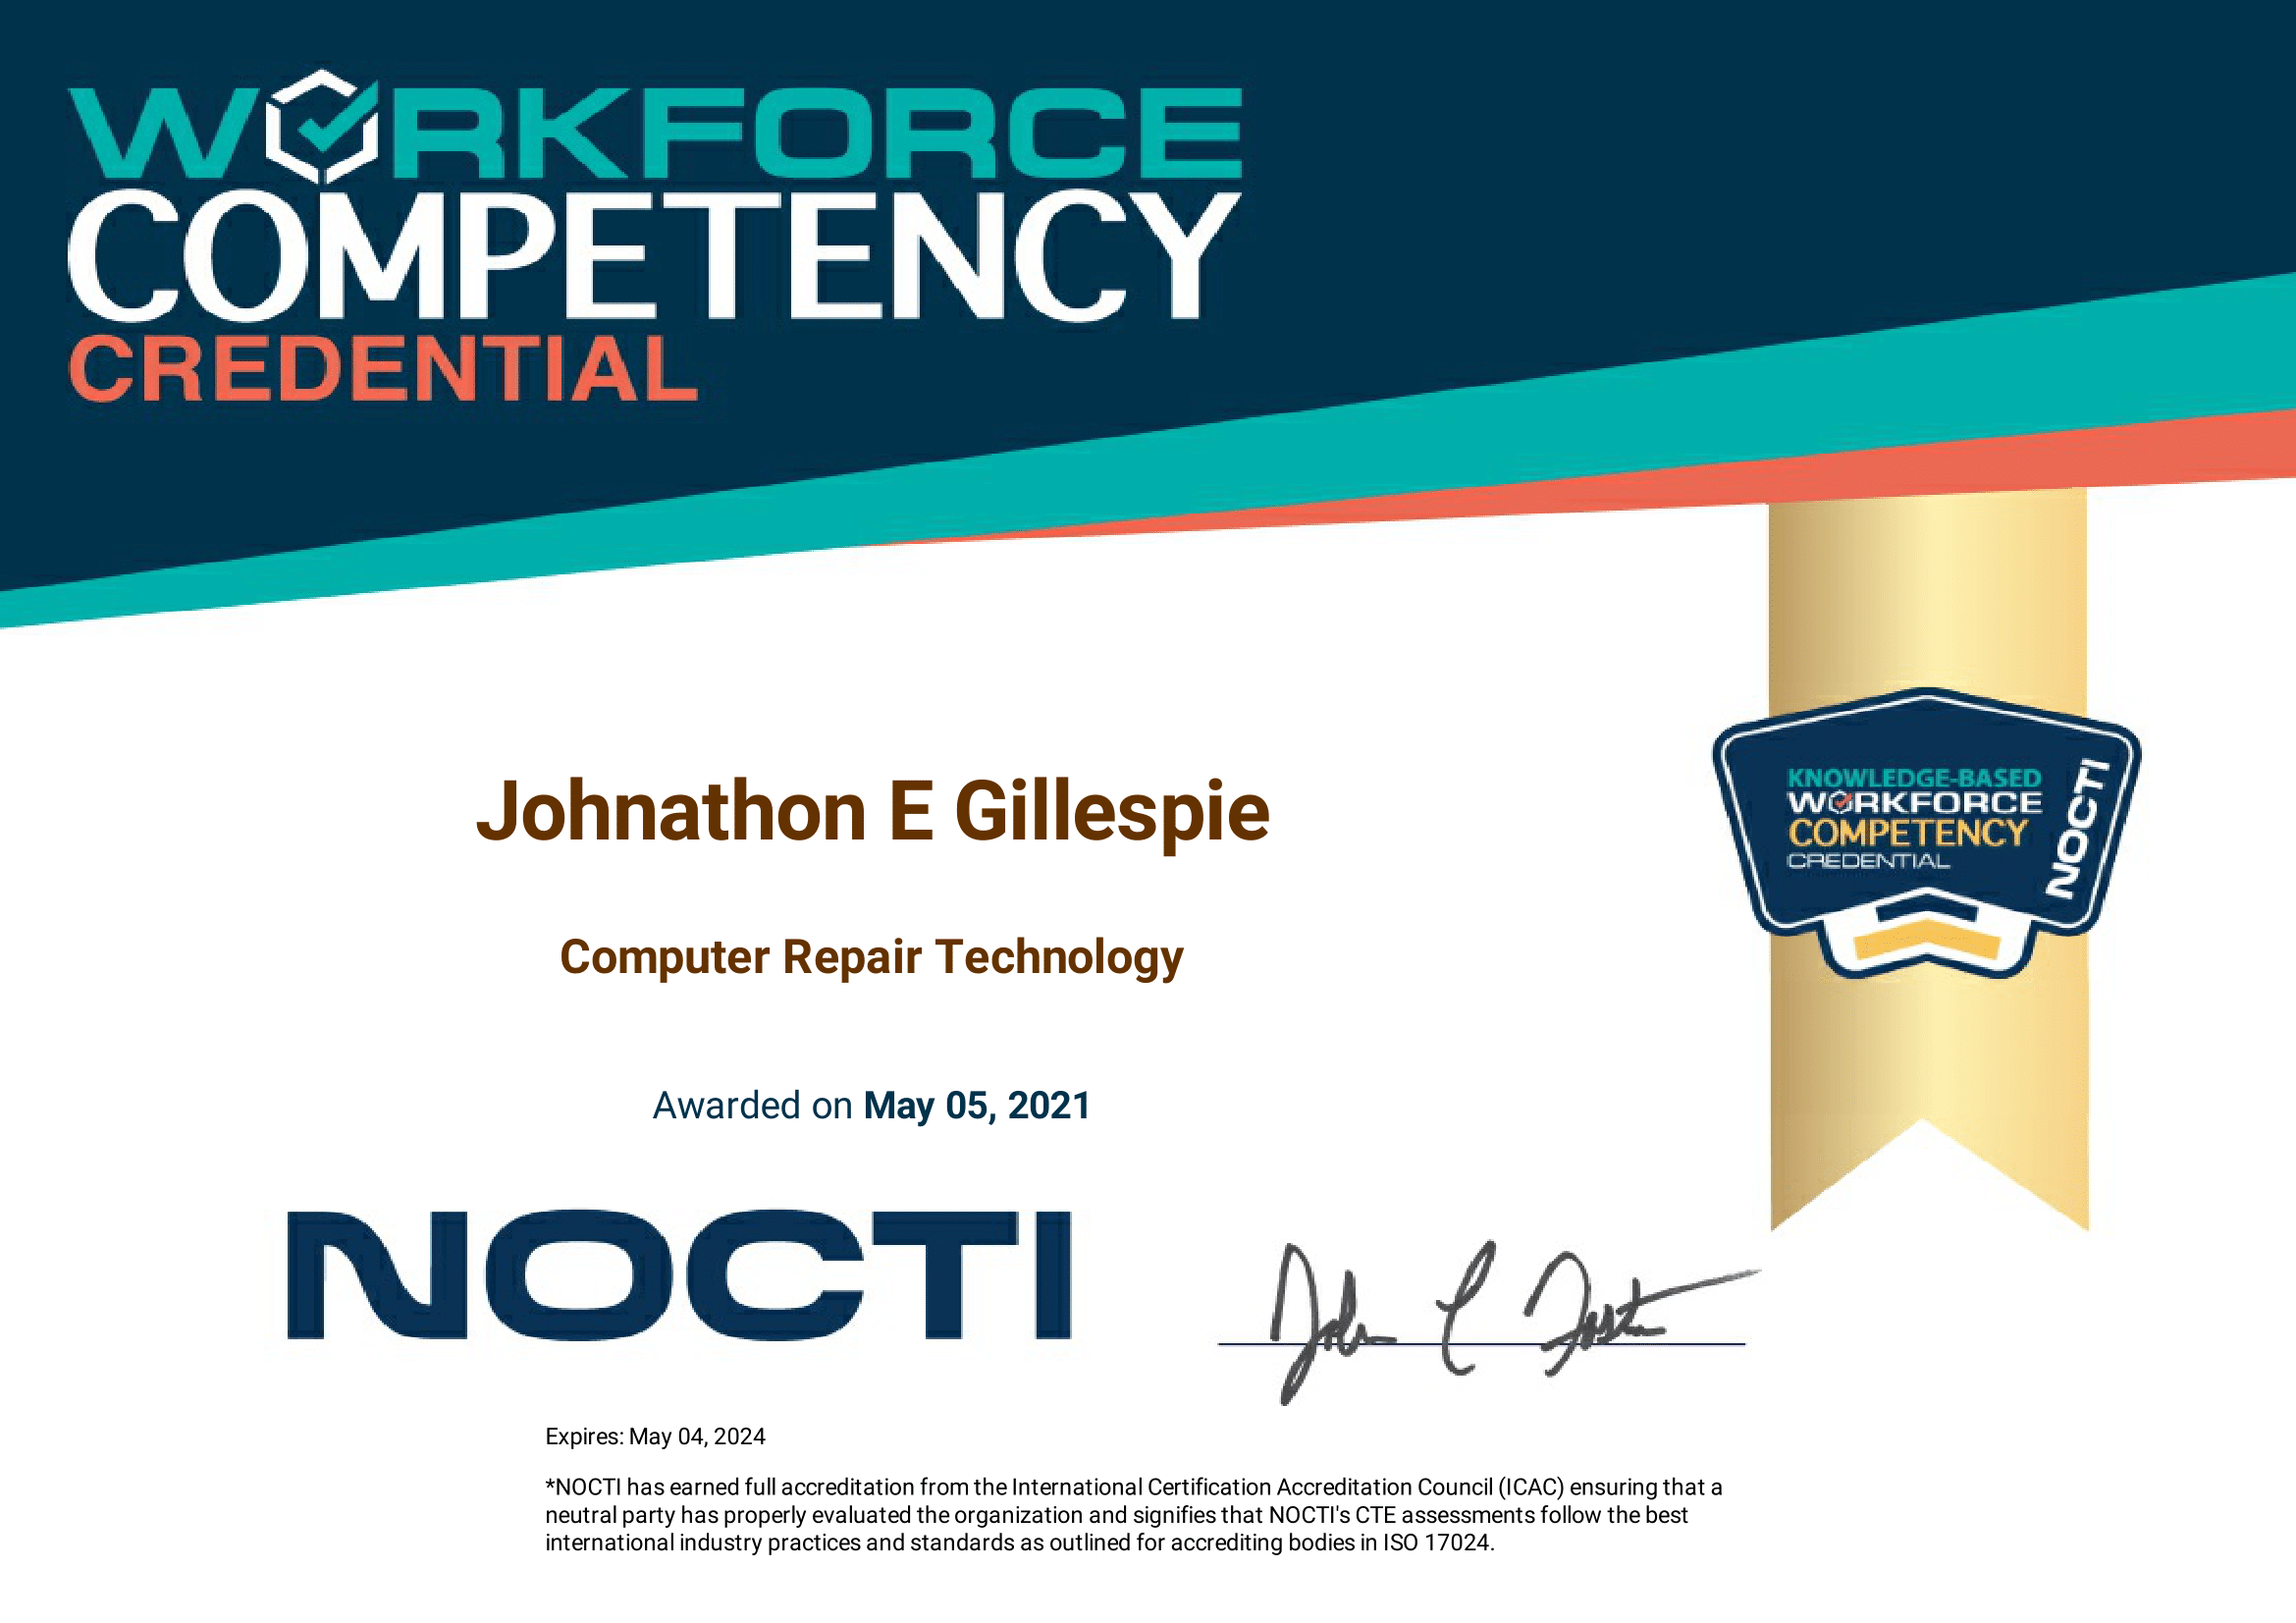 WORKFORCE
COMPETENCY
CREDENTIAL
Johnathon E Gillespie
Computer Repair Technology
Awarded on May 05, 2021
KNOWLEDGE-BASED
WORKFORCE
COMPETENCY
CREDENTIAL
NOCTI
NOCTI
John C Foster
Expires: May 04, 2024
*NOCTI has earned full accreditation from the International Certification Accreditation Council (ICAC) ensuring that a
neutral party has properly evaluated the organization and signifies that NOCTI's CTE assessments follow the best
international industry practices and standards as outlined for accrediting bodies in ISO 17024.